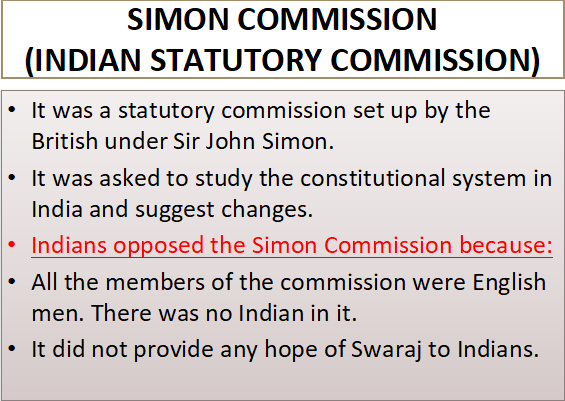 SIMON COMMISSION
(INDIAN STATUTORY COMMISSION)
• It was a statutory commission set up by the
British under Sir John Simon.
• It was asked to study the constitutional system in
India and suggest changes.
• Indians opposed the Simon Commission because:
• All the members of the commission were English
men. There was no Indian in it.
• It did not provide any hope of Swaraj to Indians.